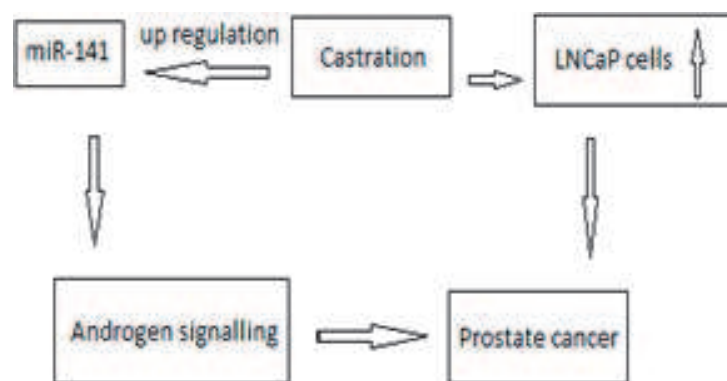 miR-141
up regulation
Castration
LNCaP cells
Androgen signalling
Prostate cancer